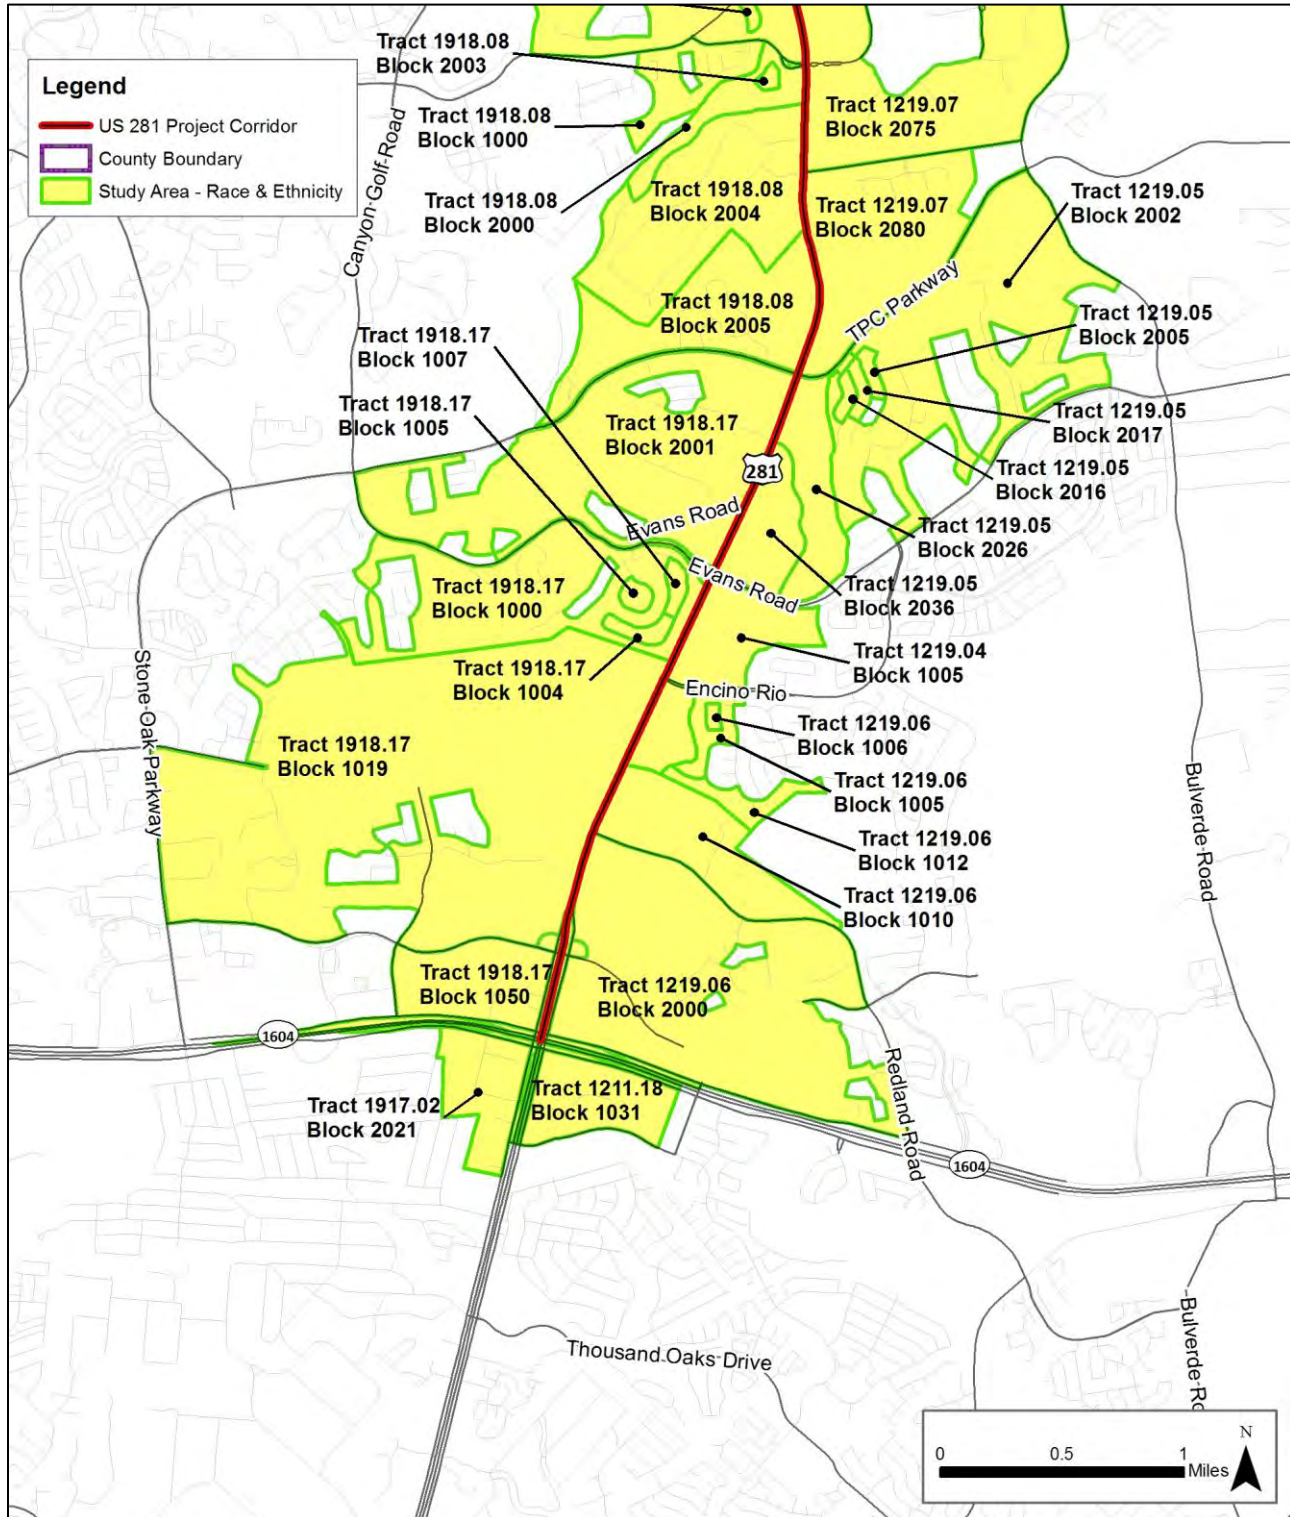 Legend
US 281 Project Corridor
County Boundary
Study Area - Race & Ethnicity
Tract 1918.08
Block 2003
Tract 1918.08
Block 1000
Tract 1918.08
Block 2000
Canyon Golf Road
Tract 1219.07
Block 2075
Tract 1918.08
Block 2004
Tract 1219.07
Block 2080
Tract 1219.05
Block 2002
TPC Parkway
Tract 1918.08
Block 2005
Tract 1219.05
Block 2005
Tract 1918.17
Block 1007
Tract 1918.17
Block 1005
Tract 1918.17
Block 2001
Tract 1219.05
Block 2017
Tract 1219.05
Block 2016
281
Evans Road
Tract 1219.05
Block 2026
Evans Road
Tract 1918.17
Block 1000
Tract 1219.05
Block 2036
Tract 1918.17
Block 1004
Tract 1219.04
Block 1005
Encino Rio
Stone Oak Parkway
Tract 1219.06
Block 1006
Tract 1918.17
Block 1019
Tract 1219.06
Block 1005
Bulverde Road
Tract 1219.06
Block 1012
Tract 1219.06
Block 1010
Tract 1918.17
Block 1050
Tract 1219.06
Block 2000
1604
Tract 1917.02
Block 2021
Tract 1211.18
Block 1031
Redland Road
1604
Thousand Oaks Drive
Bulverde Ro
0 0.5 1
Miles
N